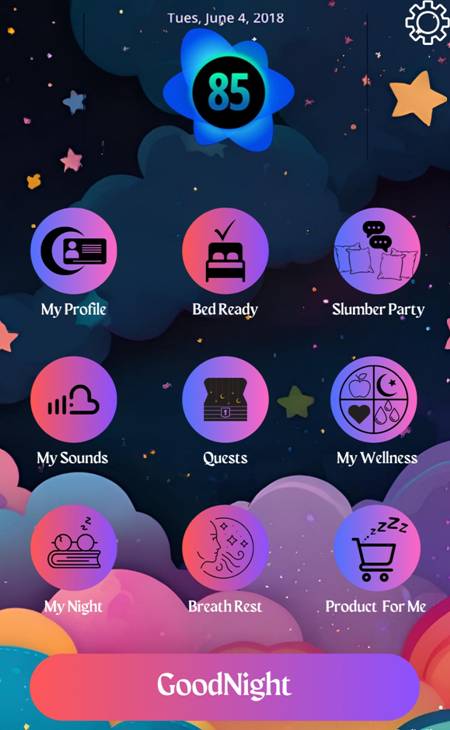 Tues, June 4, 2018
85
My Profile
Bed Ready
Slumber Party
My Sounds
Quests
My Wellness
z z z
My Night
Breath Rest
z z Z Z Z
Product For Me
GoodNight